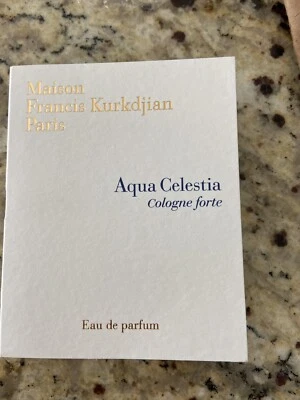 Maison
Francis Kurkdjian
Paris
Aqua Celestia
Cologne forte
Eau de parfum